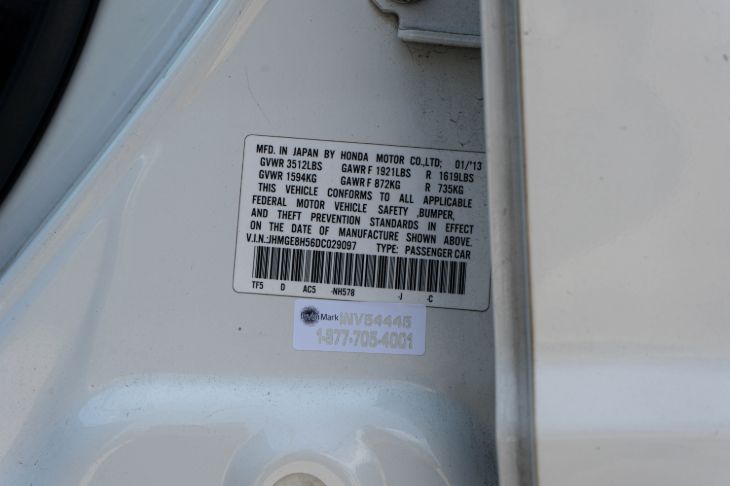 MFD. IN JAPAN BY HONDA MOTOR CO.,LTD; 01/'13
GVWR 3512LBS GAWR F 1921LBS R 1619LBS
GVWR 1594KG GAWR F 872KG R 735KG
THIS VEHICLE CONFORMS TO ALL APPLICABLE
FEDERAL MOTOR VEHICLE SAFETY ,BUMPER,
AND THEFT PREVENTION STANDARDS IN EFFECT
ON THE DATE OF MANUFACTURE SHOWN ABOVE.
V.I.N.:JHMGE8H56DC029097 TYPE: PASSENGER CAR
TF5 D AC5 -NH578 -J -C
Mark INV54445
1-877-705-4001